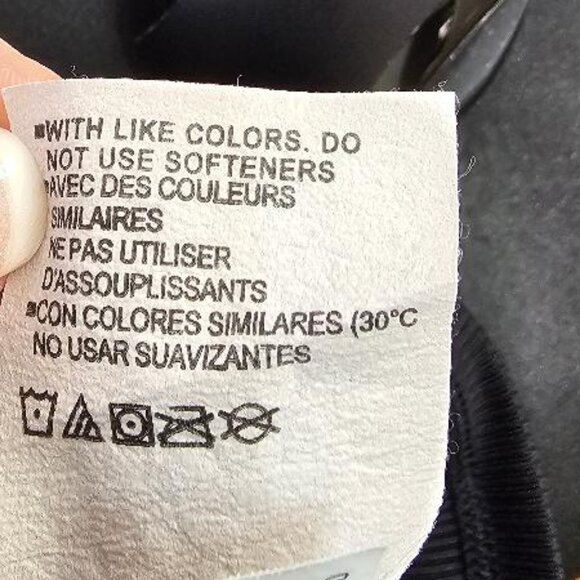 WITH LIKE COLORS. DO
NOT USE SOFTENERS
AVEC DES COULEURS
SIMILAIRES
NE PAS UTILISER
D'ASSOUPLISSANTS
CON COLORES SIMILARES (30°C
NO USAR SUAVIZANTES